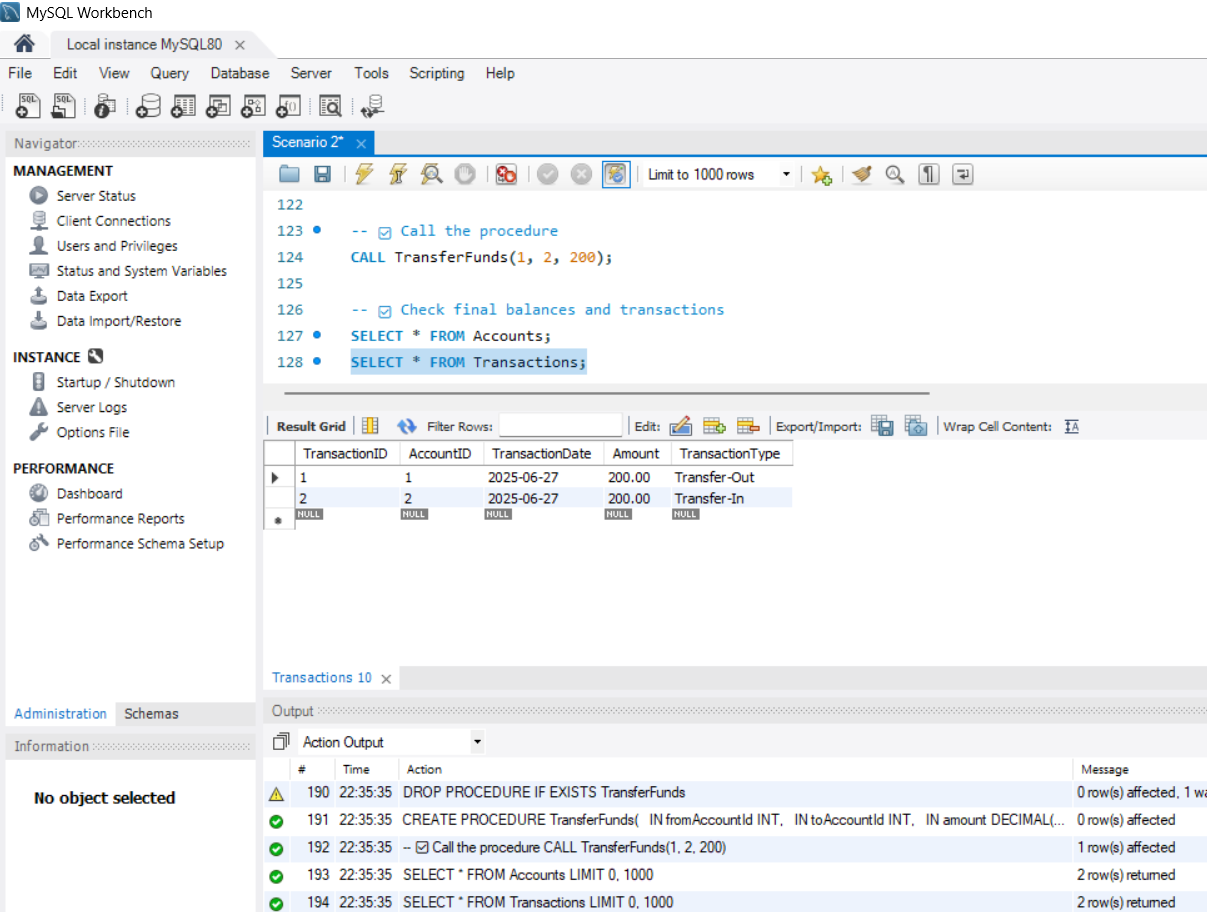 MySQL Workbench
Local instance MySQL80
File Edit View Query Database Server Tools Scripting Help
Navigator
MANAGEMENT
Server Status
Client Connections
Users and Privileges
Status and System Variables
Data Export
Data Import/Restore
INSTANCE
Startup / Shutdown
Server Logs
Options File
PERFORMANCE
Dashboard
Performance Reports
Performance Schema Setup
Administration Schemas
Information
No object selected
Scenario 2*
Limit to 1000 rows
122
123 -- ☑ Call the procedure
124 CALL TransferFunds(1, 2, 200);
125
126 -- ☑ Check final balances and transactions
127 SELECT * FROM Accounts;
128 SELECT * FROM Transactions;
Result Grid Filter Rows: Edit: Export/Import: Wrap Cell Content:
TransactionID AccountID TransactionDate Amount TransactionType
1 1 2025-06-27 200.00 Transfer-Out
2 2 2025-06-27 200.00 Transfer-In
NULL NULL NULL NULL NULL
Transactions 10
Output
Action Output
# Time Action Message
190 22:35:35 DROP PROCEDURE IF EXISTS TransferFunds 0 row(s) affected, 1 wa
191 22:35:35 CREATE PROCEDURE TransferFunds( IN fromAccountId INT, IN toAccountId INT, IN amount DECIMAL(... 0 row(s) affected
192 22:35:35 -- ☑ Call the procedure CALL TransferFunds(1, 2, 200) 1 row(s) affected
193 22:35:35 SELECT * FROM Accounts LIMIT 0, 1000 2 row(s) returned
194 22:35:35 SELECT * FROM Transactions LIMIT 0, 1000 2 row(s) returned